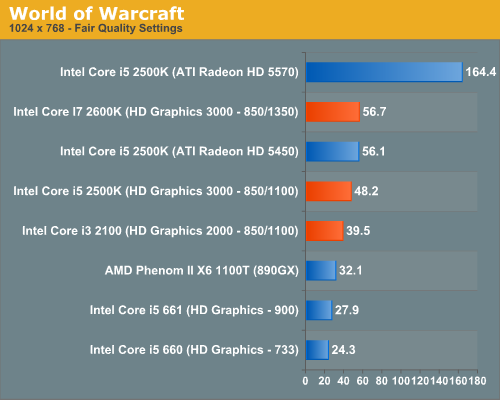 World of Warcraft
1024 x 768 - Fair Quality Settings
Intel Core i5 2500K (ATI Radeon HD 5570) 164.4
Intel Core I7 2600K (HD Graphics 3000 - 850/1350) 56.7
Intel Core i5 2500K (ATI Radeon HD 5450) 56.1
Intel Core i5 2500K (HD Graphics 3000 - 850/1100) 48.2
Intel Core i3 2100 (HD Graphics 2000 - 850/1100) 39.5
AMD Phenom II X6 1100T (890GX) 32.1
Intel Core i5 661 (HD Graphics - 900) 27.9
Intel Core i5 660 (HD Graphics - 733) 24.3
0 20 40 60 80 100 120 140 160 180